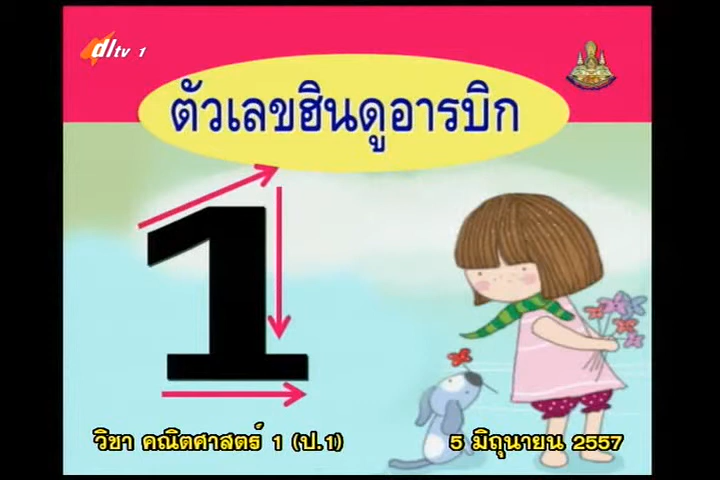 dltv 1
ตัวเลขฮินดูอารบิก
1
วิชา คณิตศาสตร์ 1 (ป.1)
5 มิถุนายน 2557